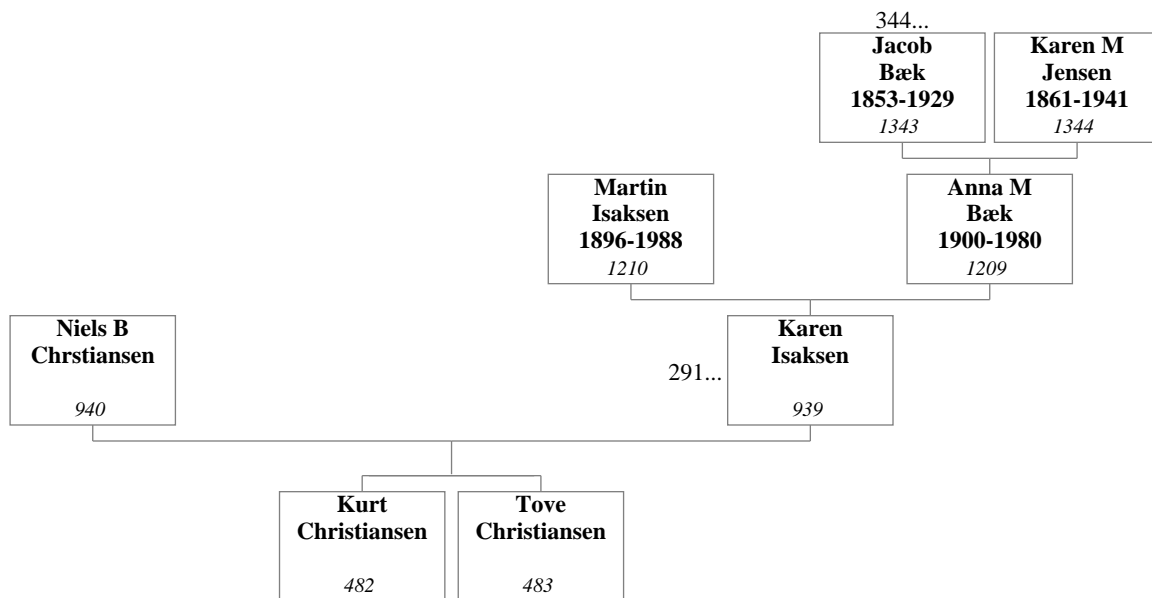 344...
Jacob
Bæk
1853-1929
1343
Karen M
Jensen
1861-1941
1344
Martin
Isaksen
1896-1988
1210
Anna M
Bæk
1900-1980
1209
Niels B
Chrstiansen
940
291...
Karen
Isaksen
939
Kurt
Christiansen
482
Tove
Christiansen
483